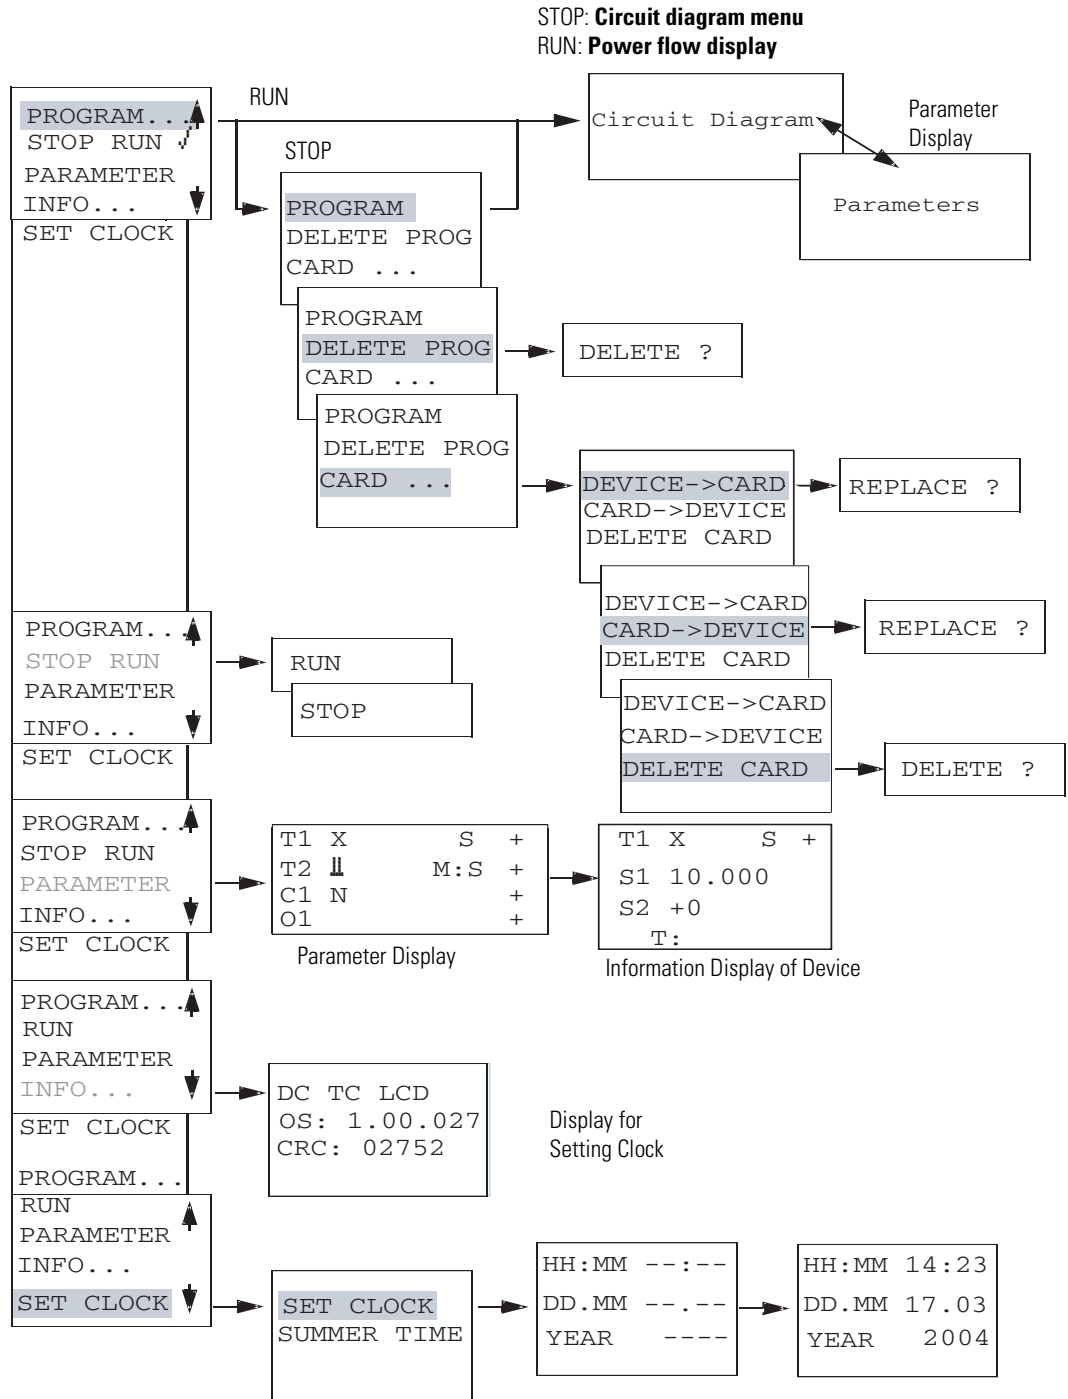 STOP: Circuit diagram menu
RUN: Power flow display
PROGRAM...
STOP RUN √
PARAMETER
INFO...
SET CLOCK
RUN
STOP
PROGRAM
DELETE PROG
CARD ...
Circuit Diagram
Parameter
Display
Parameters
PROGRAM
DELETE PROG
CARD ...
DELETE ?
PROGRAM
DELETE PROG
CARD ...
DEVICE->CARD
CARD->DEVICE
DELETE CARD
REPLACE ?
DEVICE->CARD
CARD->DEVICE
DELETE CARD
REPLACE ?
DEVICE->CARD
CARD->DEVICE
DELETE CARD
DELETE ?
PROGRAM...
STOP RUN
PARAMETER
INFO...
SET CLOCK
RUN
STOP
PROGRAM...
STOP RUN
PARAMETER
INFO...
SET CLOCK
T1 X S +
T2 M:S +
C1 N +
O1 +
Parameter Display
T1 X S +
S1 10.000
S2 +0
T:
Information Display of Device
PROGRAM...
RUN
PARAMETER
INFO...
SET CLOCK
DC TC LCD
OS: 1.00.027
CRC: 02752
Display for
Setting Clock
PROGRAM...
RUN
PARAMETER
INFO...
SET CLOCK
SET CLOCK
SUMMER TIME
HH:MM --:--
DD.MM --.--
YEAR ----
HH:MM 14:23
DD.MM 17.03
YEAR 2004